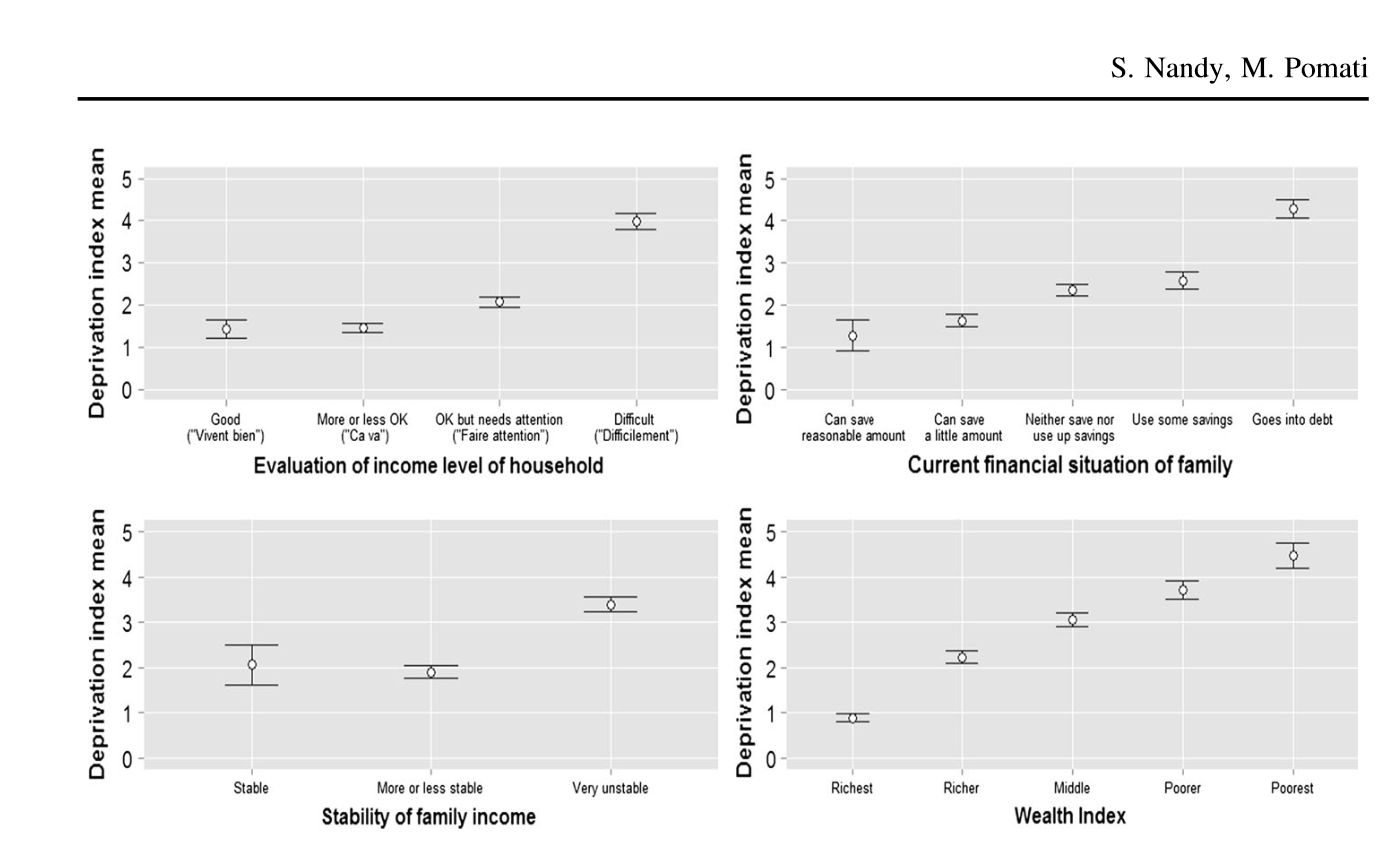 S. Nandy, M. Pomati
Deprivation index mean
5
4
3
2
1
0
Good
("Vivent bien")
More or less OK
("Ca va")
OK but needs attention
("Faire attention")
Difficult
("Difficilement")
Evaluation of income level of household
Deprivation index mean
5
4
3
2
1
0
Can save
reasonable amount
Can save
a little amount
Neither save nor
use up savings
Use some savings
Goes into debt
Current financial situation of family
Deprivation index mean
5
4
3
2
1
0
Stable
More or less stable
Very unstable
Stability of family income
Deprivation index mean
5
4
3
2
1
0
Richest
Richer
Middle
Poorer
Poorest
Wealth Index